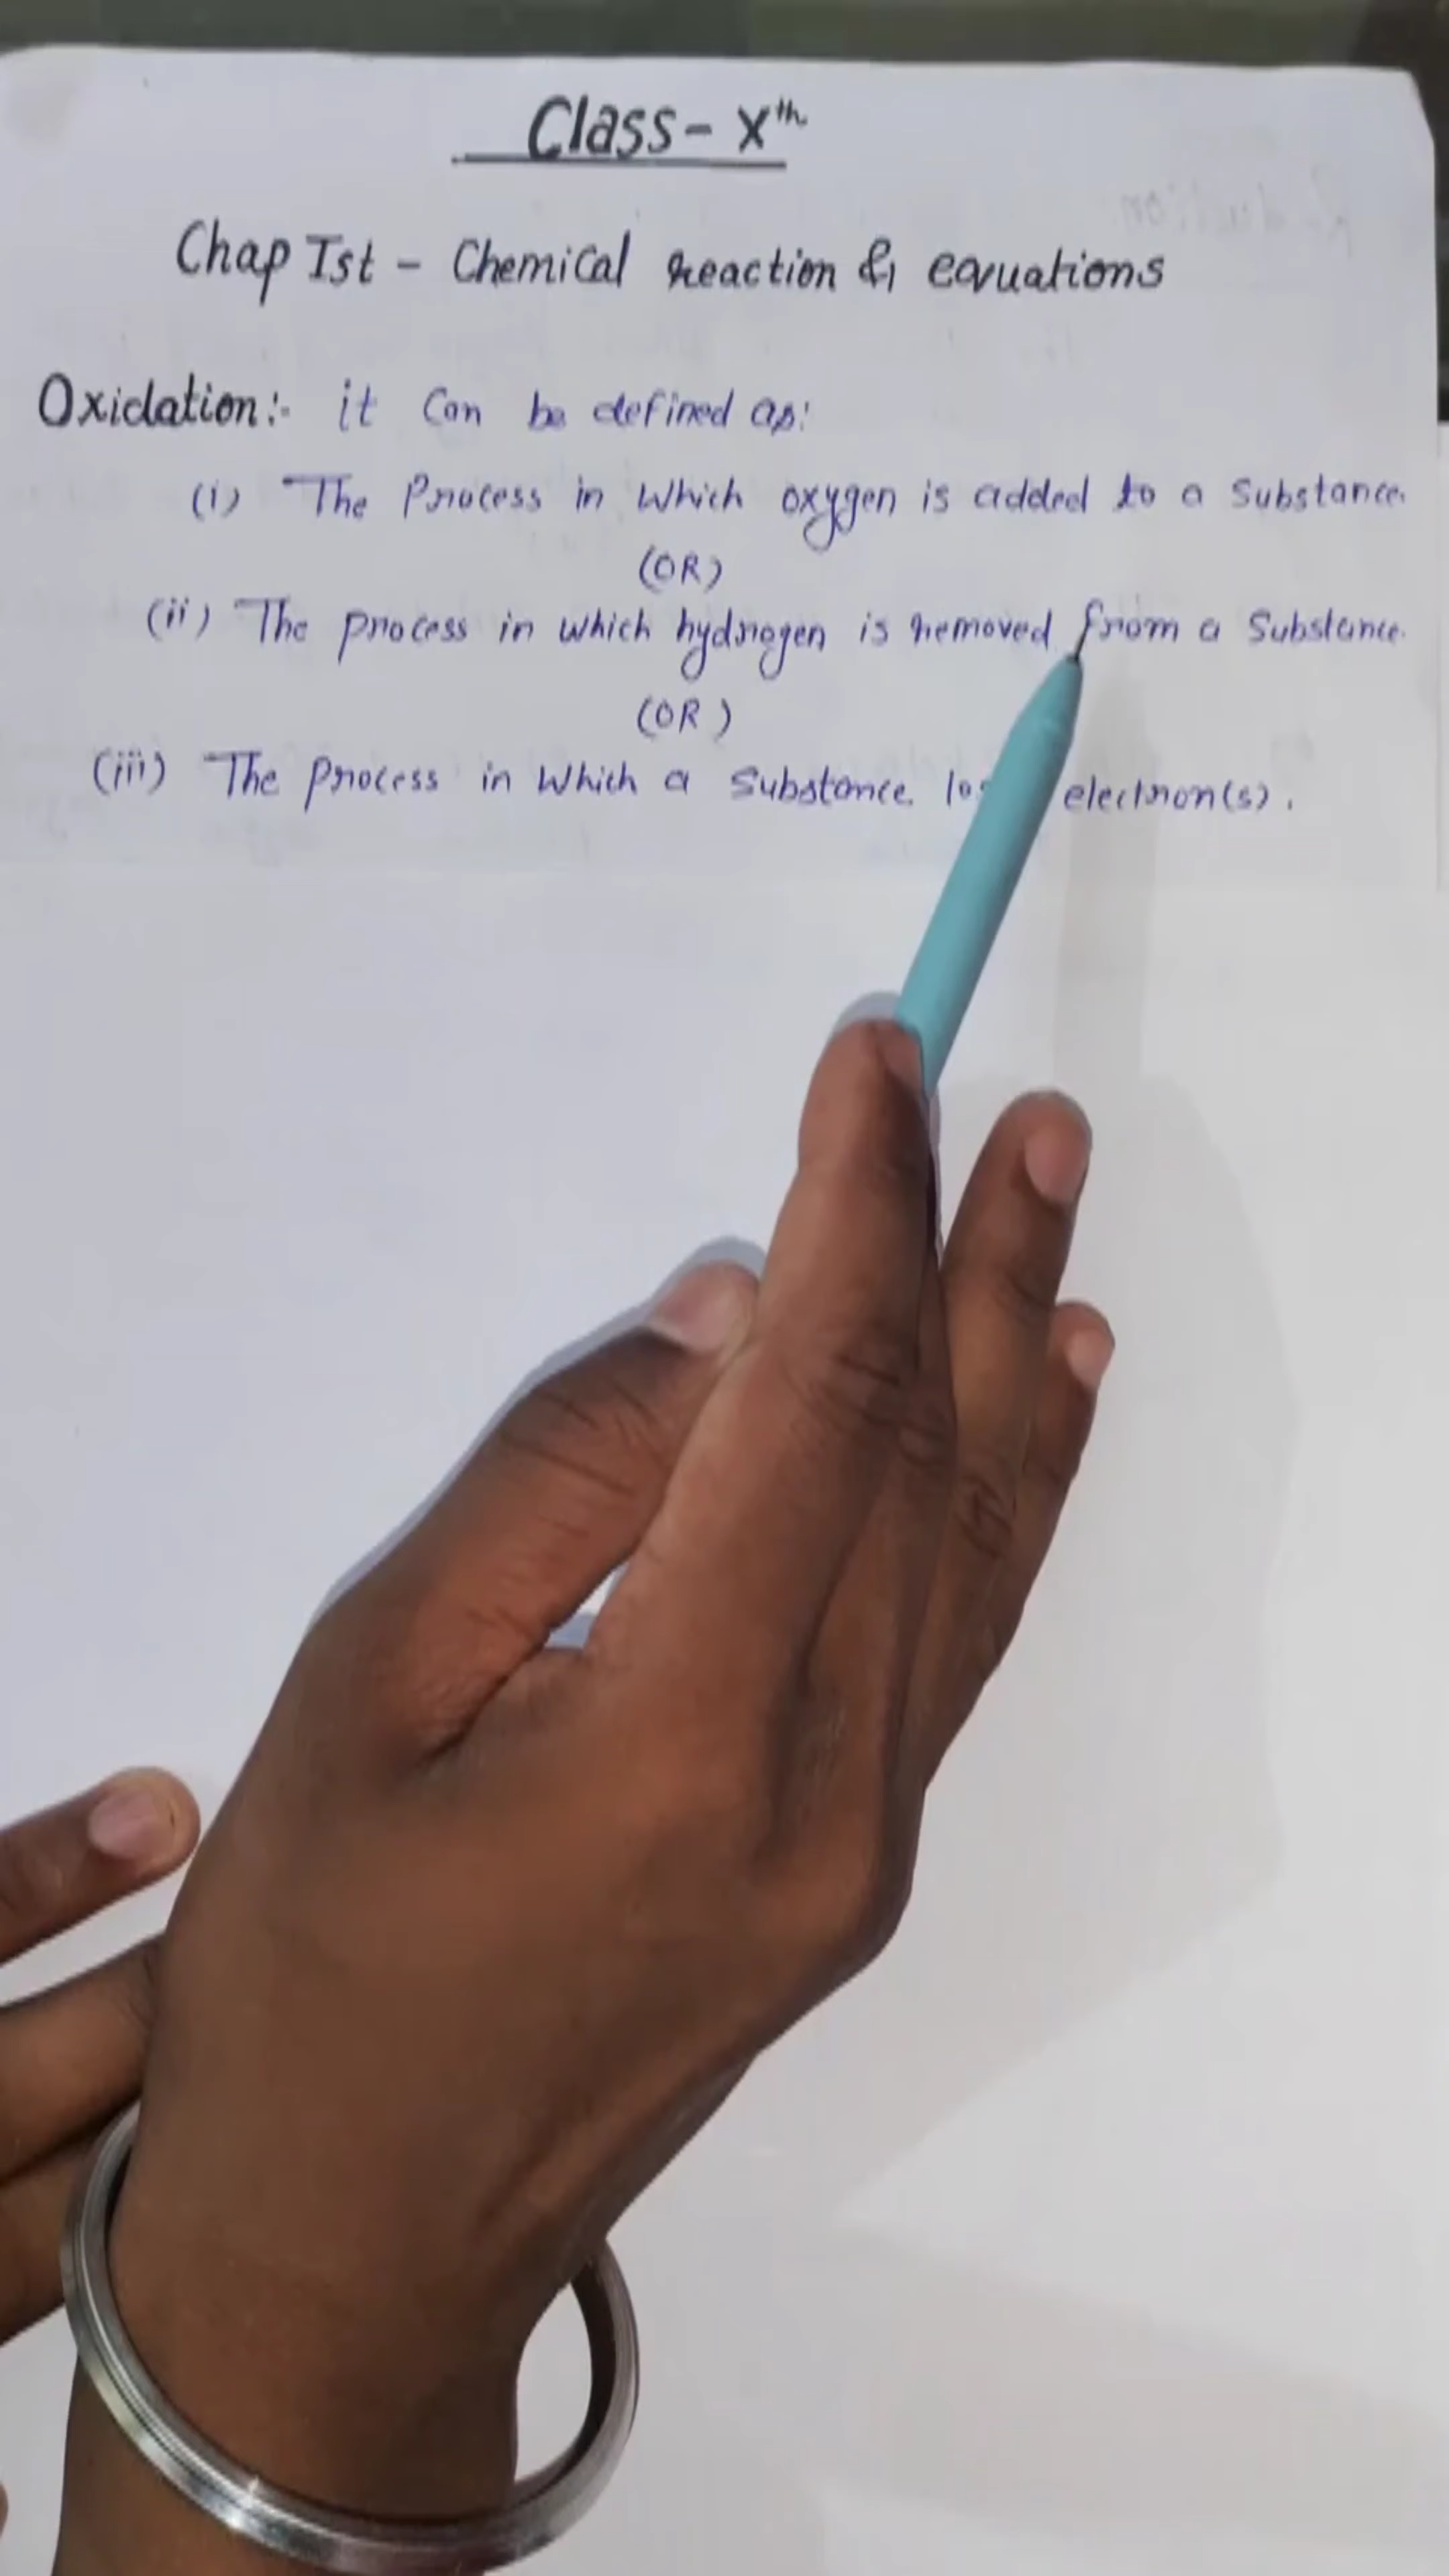 Class - Xth
Chap Ist - Chemical reaction & equations
Oxidation:- it Can be defined as:
(i) The Process in Which oxygen is added to a Substance.
(OR)
(ii) The process in which hydrogen is removed from a Substance.
(OR)
(iii) The process in Which a Substance electron(s).